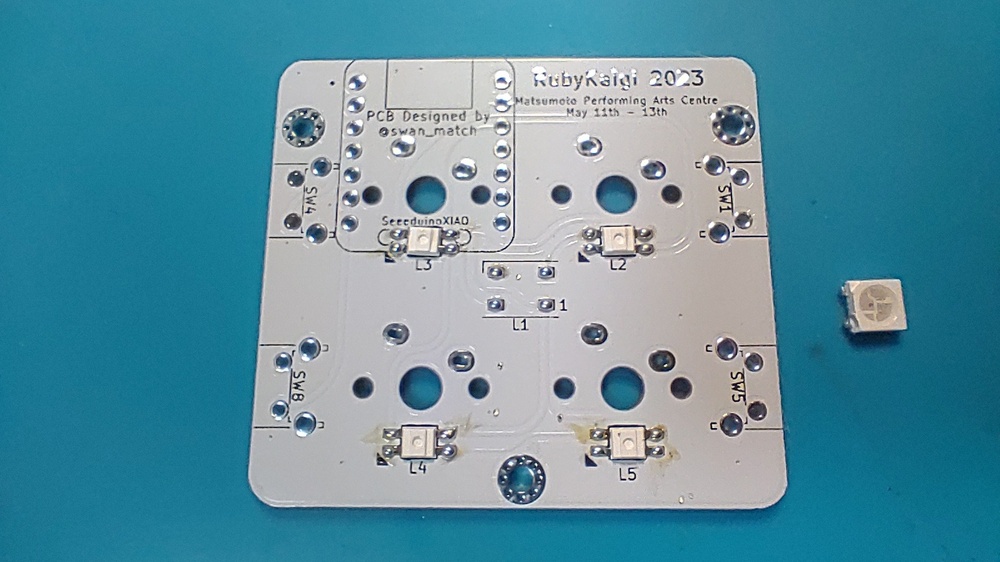 RubyKaigi 2023
Matsumoto Performing Arts Centre
May 11th - 13th
PCB Designed by
@swan_match
SW4
SW1
SeeeduinoXIAO
L3
L2
1
L1
SW8
SW5
L4
L5